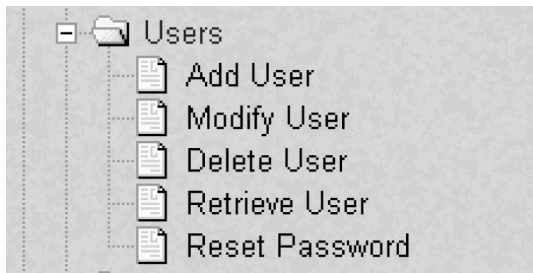 Users
Add User
Modify User
Delete User
Retrieve User
Reset Password